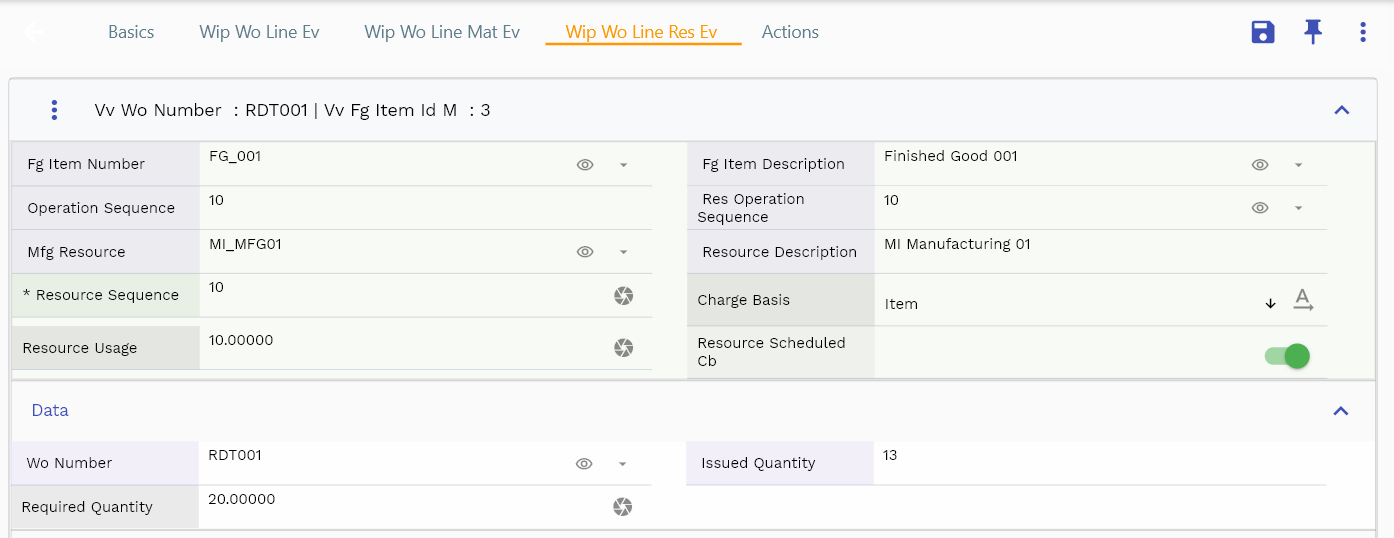 Basics Wip Wo Line Ev Wip Wo Line Mat Ev Wip Wo Line Res Ev Actions
Vv Wo Number : RDT001 | Vv Fg Item Id M : 3
Fg Item Number FG_001
Fg Item Description Finished Good 001
Operation Sequence 10
Res Operation
Sequence 10
Mfg Resource MI_MFG01
Resource Description MI Manufacturing 01
* Resource Sequence 10
Charge Basis Item
Resource Usage 10.00000
Resource Scheduled
Cb
Data
Wo Number RDT001
Issued Quantity 13
Required Quantity 20.00000